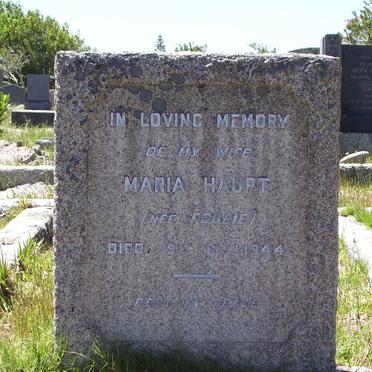 IN LOVING MEMORY
OF MY WIFE
MARIA HAUPT
(NÉE FOURIE)
DIED 1944
REST IN PEACE